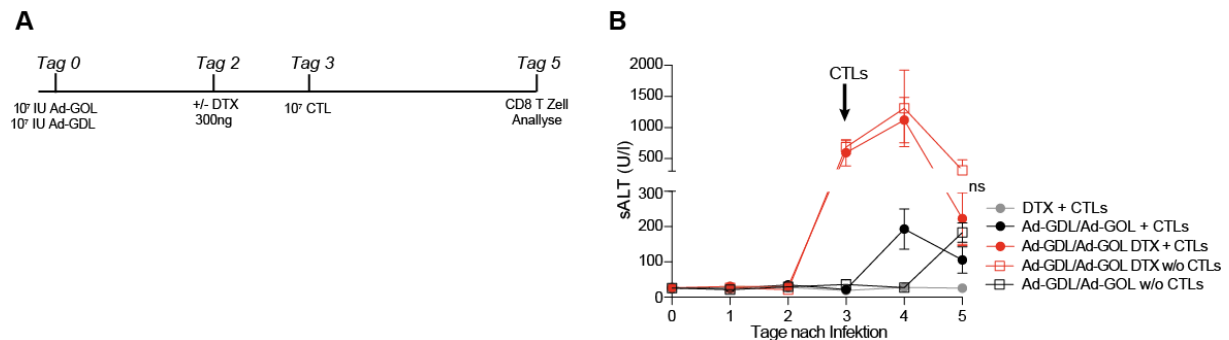 A
Tag 0
Tag 2
Tag 3
Tag 5
10⁷ IU Ad-GOL
10⁷ IU Ad-GDL
+/- DTX
300ng
10⁷ CTL
CD8 T Zell
Anallyse
B
CTLs
sALT (U/l)
2000
1500
1000
500
300
200
100
0
0 1 2 3 4 5
Tage nach Infektion
ns
DTX + CTLs
Ad-GDL/Ad-GOL + CTLs
Ad-GDL/Ad-GOL DTX + CTLs
Ad-GDL/Ad-GOL DTX w/o CTLs
Ad-GDL/Ad-GOL w/o CTLs